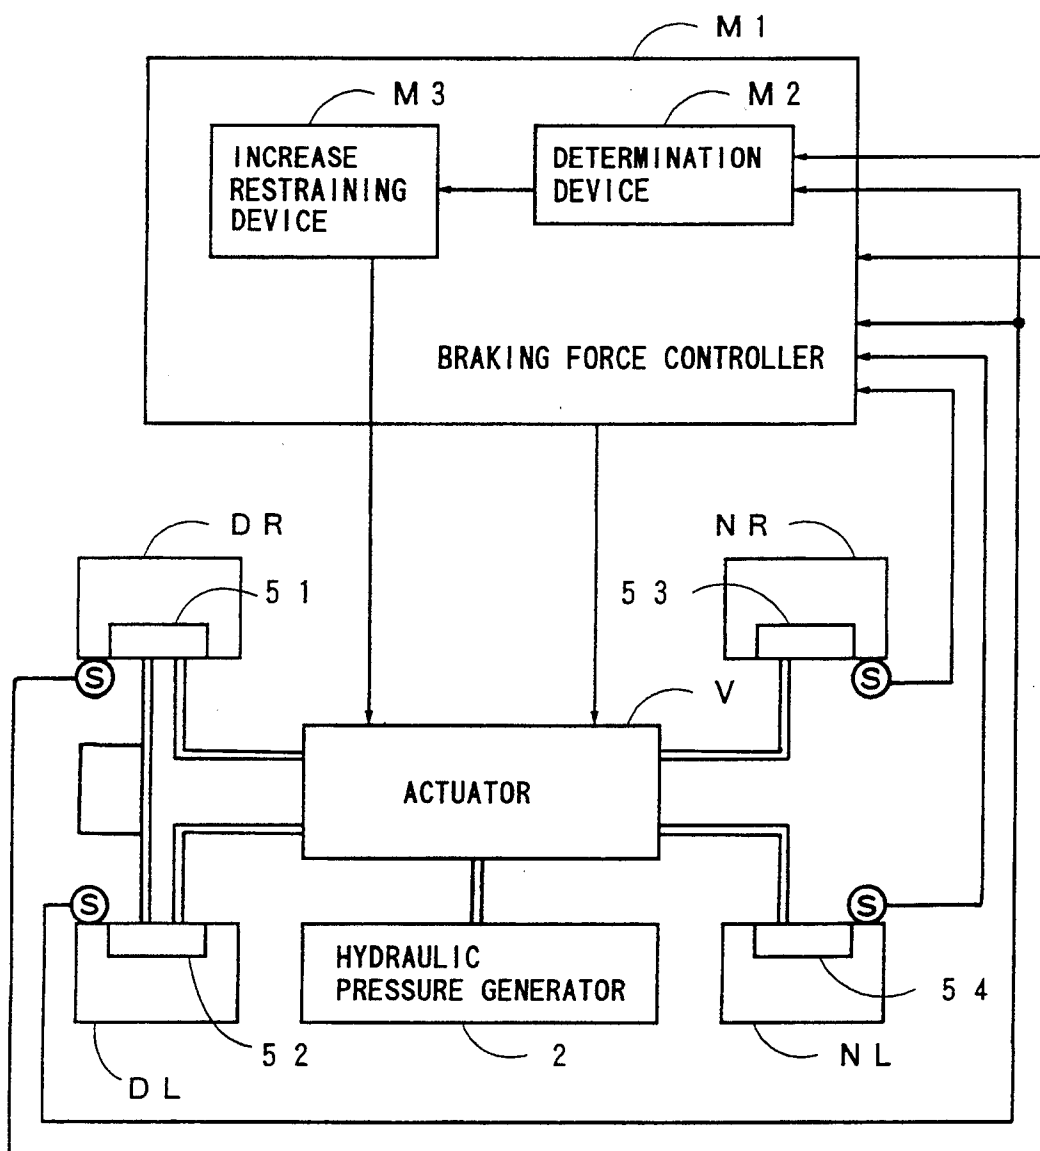 M1
M3
M2
INCREASE
RESTRAINING
DEVICE
DETERMINATION
DEVICE
BRAKING FORCE CONTROLLER
DR
NR
51
53
S
S
V
ACTUATOR
S
S
HYDRAULIC
PRESSURE GENERATOR
54
52
2
NL
DL